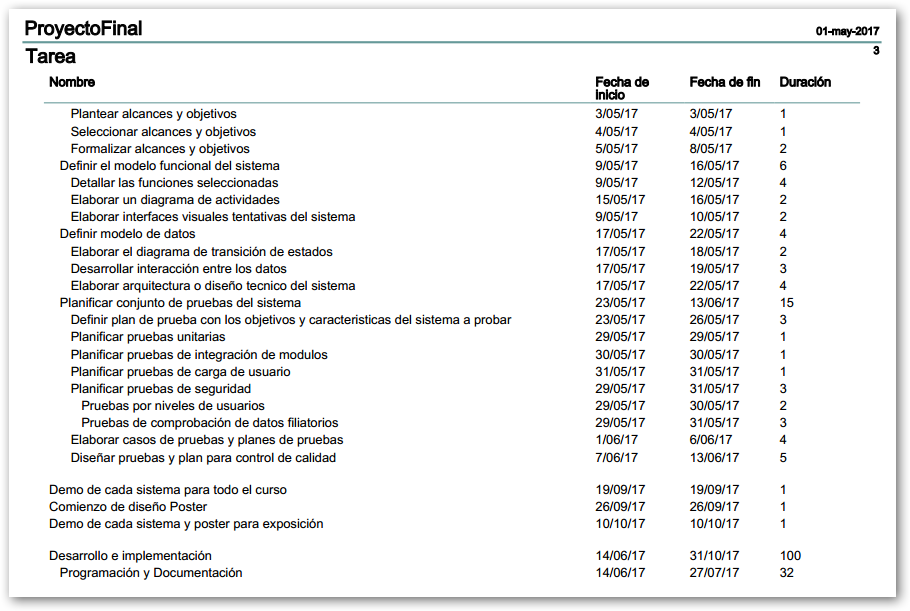 ProyectoFinal
01-may-2017
Tarea
3
Nombre Fecha de inicio Fecha de fin Duración
Plantear alcances y objetivos 3/05/17 3/05/17 1
Seleccionar alcances y objetivos 4/05/17 4/05/17 1
Formalizar alcances y objetivos 5/05/17 8/05/17 2
Definir el modelo funcional del sistema 9/05/17 16/05/17 6
Detallar las funciones seleccionadas 9/05/17 12/05/17 4
Elaborar un diagrama de actividades 15/05/17 16/05/17 2
Elaborar interfaces visuales tentativas del sistema 9/05/17 10/05/17 2
Definir modelo de datos 17/05/17 22/05/17 4
Elaborar el diagrama de transición de estados 17/05/17 18/05/17 2
Desarrollar interacción entre los datos 17/05/17 19/05/17 3
Elaborar arquitectura o diseño tecnico del sistema 17/05/17 22/05/17 4
Planificar conjunto de pruebas del sistema 23/05/17 13/06/17 15
Definir plan de prueba con los objetivos y caracteristicas del sistema a probar 23/05/17 26/05/17 3
Planificar pruebas unitarias 29/05/17 29/05/17 1
Planificar pruebas de integración de modulos 30/05/17 30/05/17 1
Planificar pruebas de carga de usuario 31/05/17 31/05/17 1
Planificar pruebas de seguridad 29/05/17 31/05/17 3
Pruebas por niveles de usuarios 29/05/17 30/05/17 2
Pruebas de comprobación de datos filiatorios 29/05/17 31/05/17 3
Elaborar casos de pruebas y planes de pruebas 1/06/17 6/06/17 4
Diseñar pruebas y plan para control de calidad 7/06/17 13/06/17 5
Demo de cada sistema para todo el curso 19/09/17 19/09/17 1
Comienzo de diseño Poster 26/09/17 26/09/17 1
Demo de cada sistema y poster para exposición 10/10/17 10/10/17 1
Desarrollo e implementación 14/06/17 31/10/17 100
Programación y Documentación 14/06/17 27/07/17 32